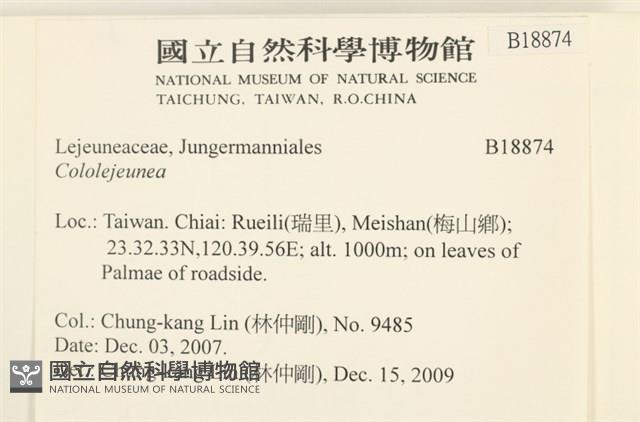 國立自然科學博物館
B18874
NATIONAL MUSEUM OF NATURAL SCIENCE
TAICHUNG, TAIWAN, R.O.CHINA
Lejeuneaceae, Jungermanniales B18874
Cololejeunea
Loc.: Taiwan. Chiai: Rueili(瑞里), Meishan(梅山鄉);
23.32.33N,120.39.56E; alt. 1000m; on leaves of
Palmae of roadside.
Col.: Chung-kang Lin (林仲剛), No. 9485
Date: Dec. 03, 2007.
(林仲剛), Dec. 15, 2009
國立自然科學博物館
NATIONAL MUSEUM OF NATURAL SCIENCE